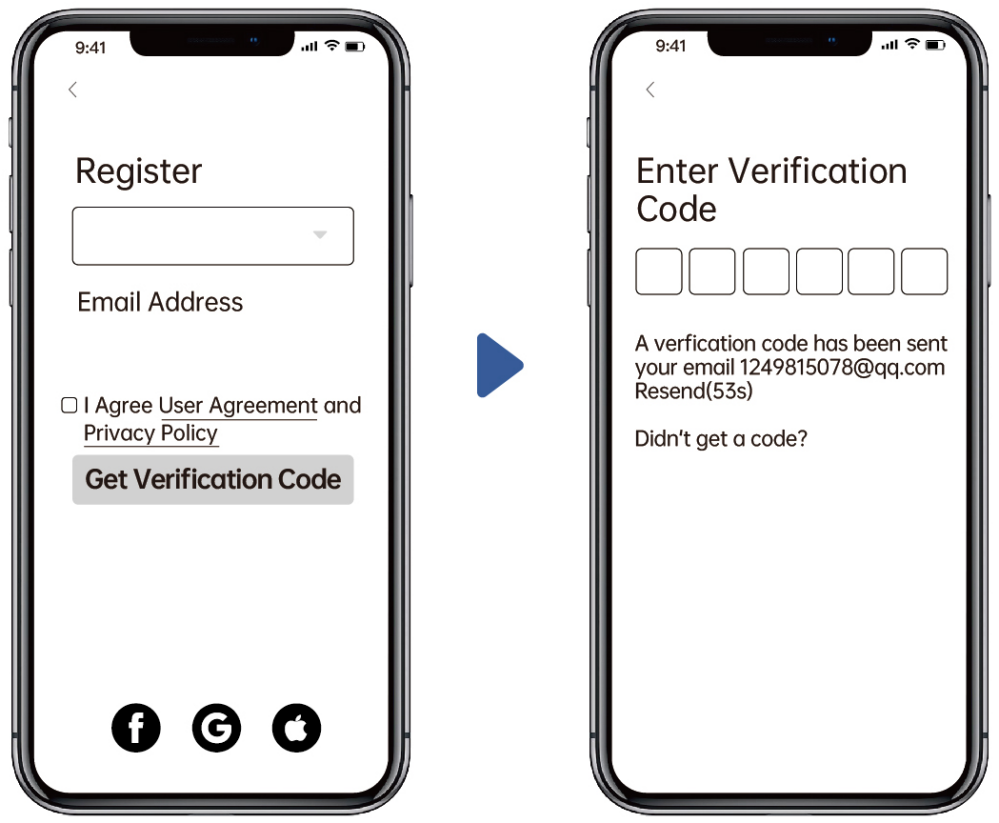 9:41
Register
Email Address
I Agree User Agreement and
Privacy Policy
Get Verification Code
9:41
Enter Verification
Code
A verfication code has been sent
your email 1249815078@qq.com
Resend(53s)
Didn't get a code?